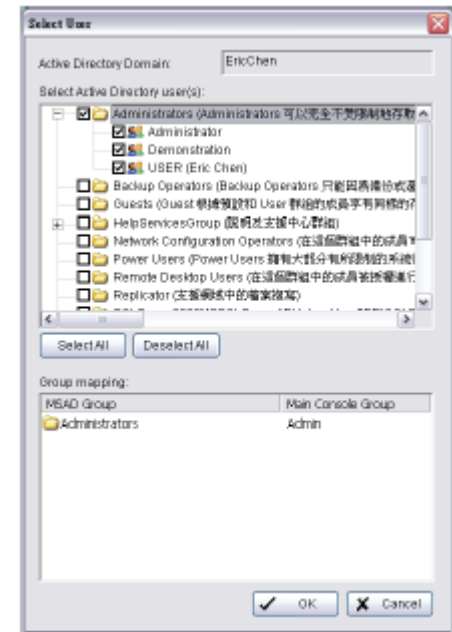 Select User
Active Directory Domain:
EricChen
Select Active Directory user(s):
Administrators (Administrators 可以完全不受限制地存取
Administrator
Demonstration
USER (Eric Chen)
Backup Operators (Backup Operators 只能因為備份或還
Guests (Guest 根據預設和 User 群組的成員享有同樣的存
HelpServicesGroup (說明及支援中心群組)
Network Configuration Operators (在這個群組中的成員
Power Users (Power Users 擁有大部分有所限制的系統
Remote Desktop Users (在這個群組中的成員被授權進行
Replicator (支援網域中的檔案複寫)
Select All
Deselect All
Group mapping:
MSAD Group
Main Console Group
Administrators
Admin
OK
Cancel